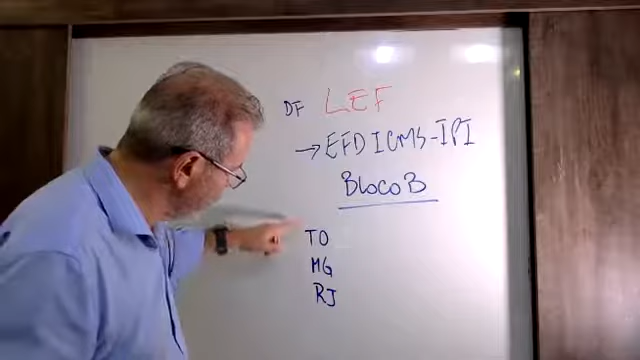 DF LEF
→ EFD ICMS-IPI
BLOCO B
TO
MG
RJ